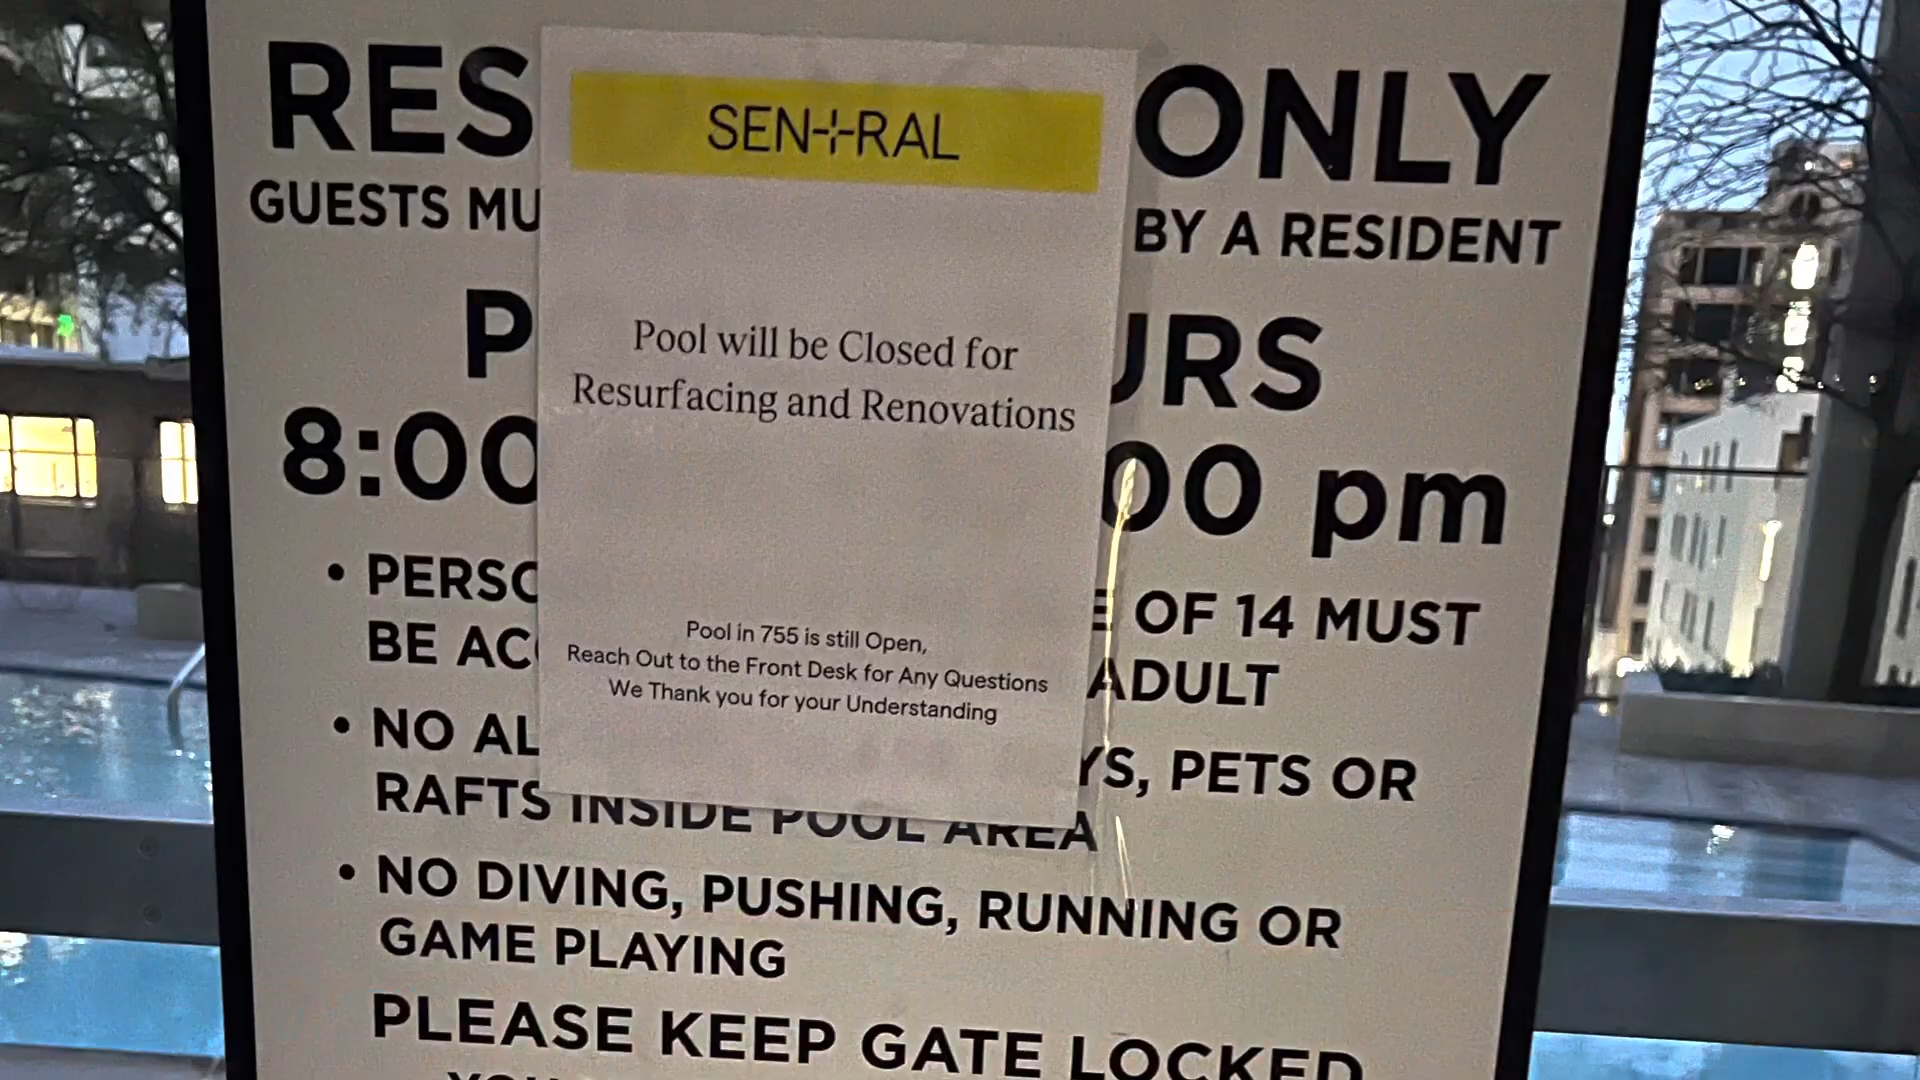 RES ONLY
GUESTS MU BY A RESIDENT
P URS
8:00 00 pm
• PERSO E OF 14 MUST
BE AC ADULT
• NO AL YS, PETS OR
RAFTS INSIDE POOL AREA
• NO DIVING, PUSHING, RUNNING OR
GAME PLAYING
PLEASE KEEP GATE LOCKED
SENTRAL
Pool will be Closed for
Resurfacing and Renovations
Pool in 755 is still Open,
Reach Out to the Front Desk for Any Questions
We Thank you for your Understanding